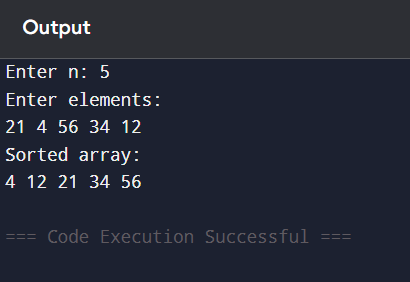 Output
Enter n: 5
Enter elements:
21 4 56 34 12
Sorted array:
4 12 21 34 56
=== Code Execution Successful ===